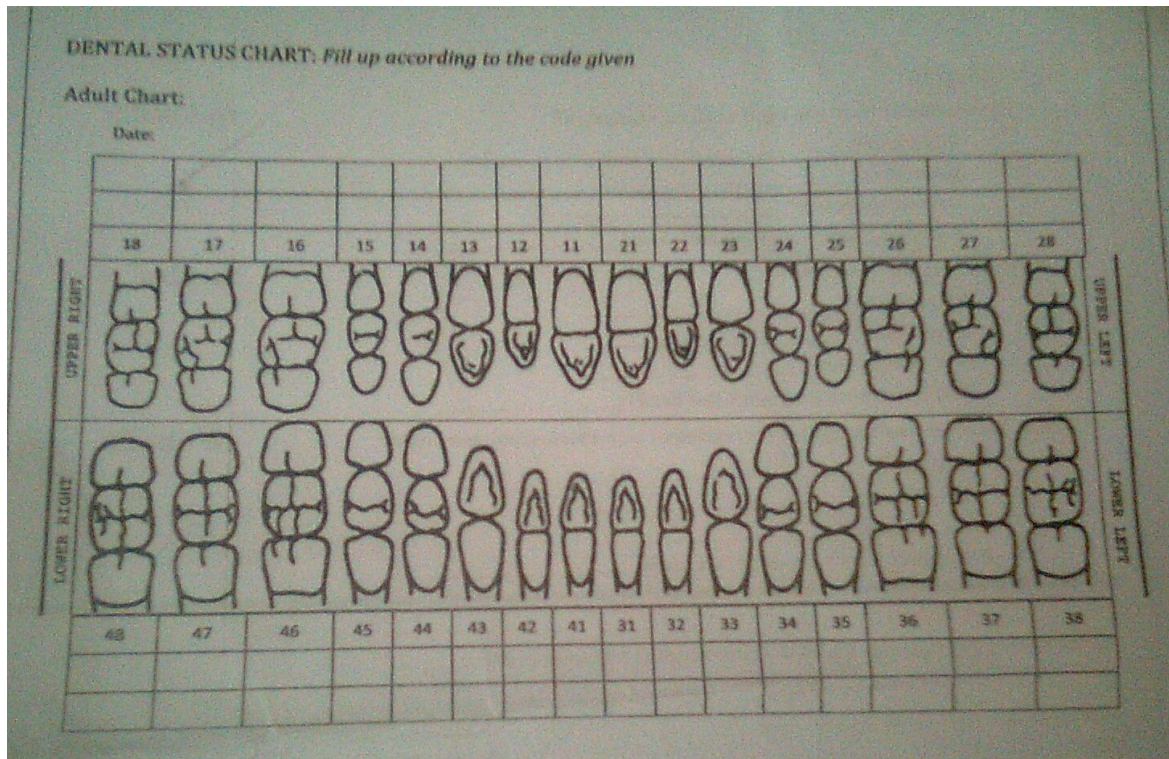 DENTAL STATUS CHART: Fill up according to the code given
Adult Chart:
Date:
18 17 16 15 14 13 12 11 21 22 23 24 25 26 27 28
UPPER RIGHT
UPPER LEFT
LOWER RIGHT
LOWER LEFT
48 47 46 45 44 43 42 41 31 32 33 34 35 36 37 38